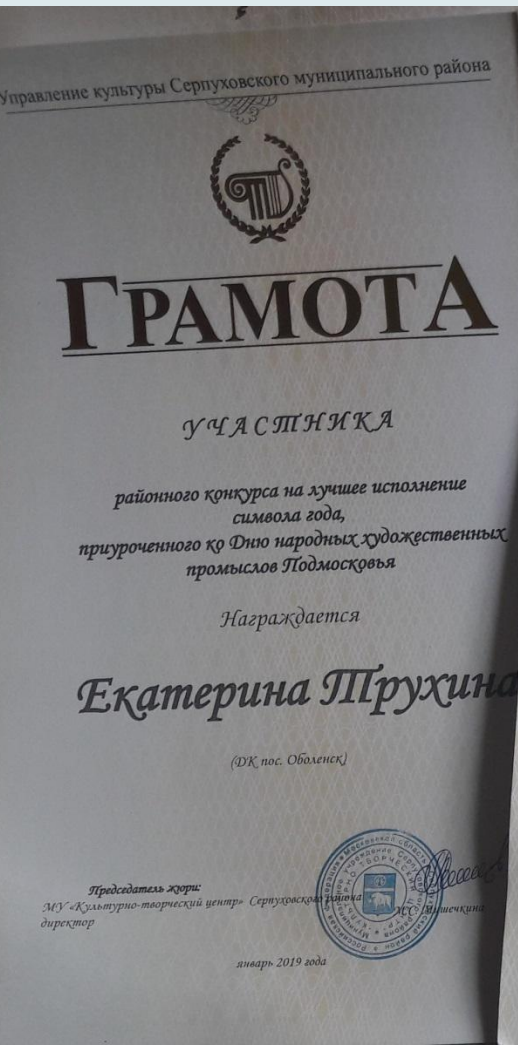 Управление культуры Серпуховского муниципального района
ГРАМОТА
УЧАСТНИКА
районного конкурса на лучшее исполнение
символа года,
приуроченного ко Дню народных художественных
промыслов Подмосковья
Награждается
Екатерина Трухина
(ДК пос. Оболенск)
Председатель жюри:
МУ «Культурно-творческий центр» Серпуховского района
директор
январь 2019 года